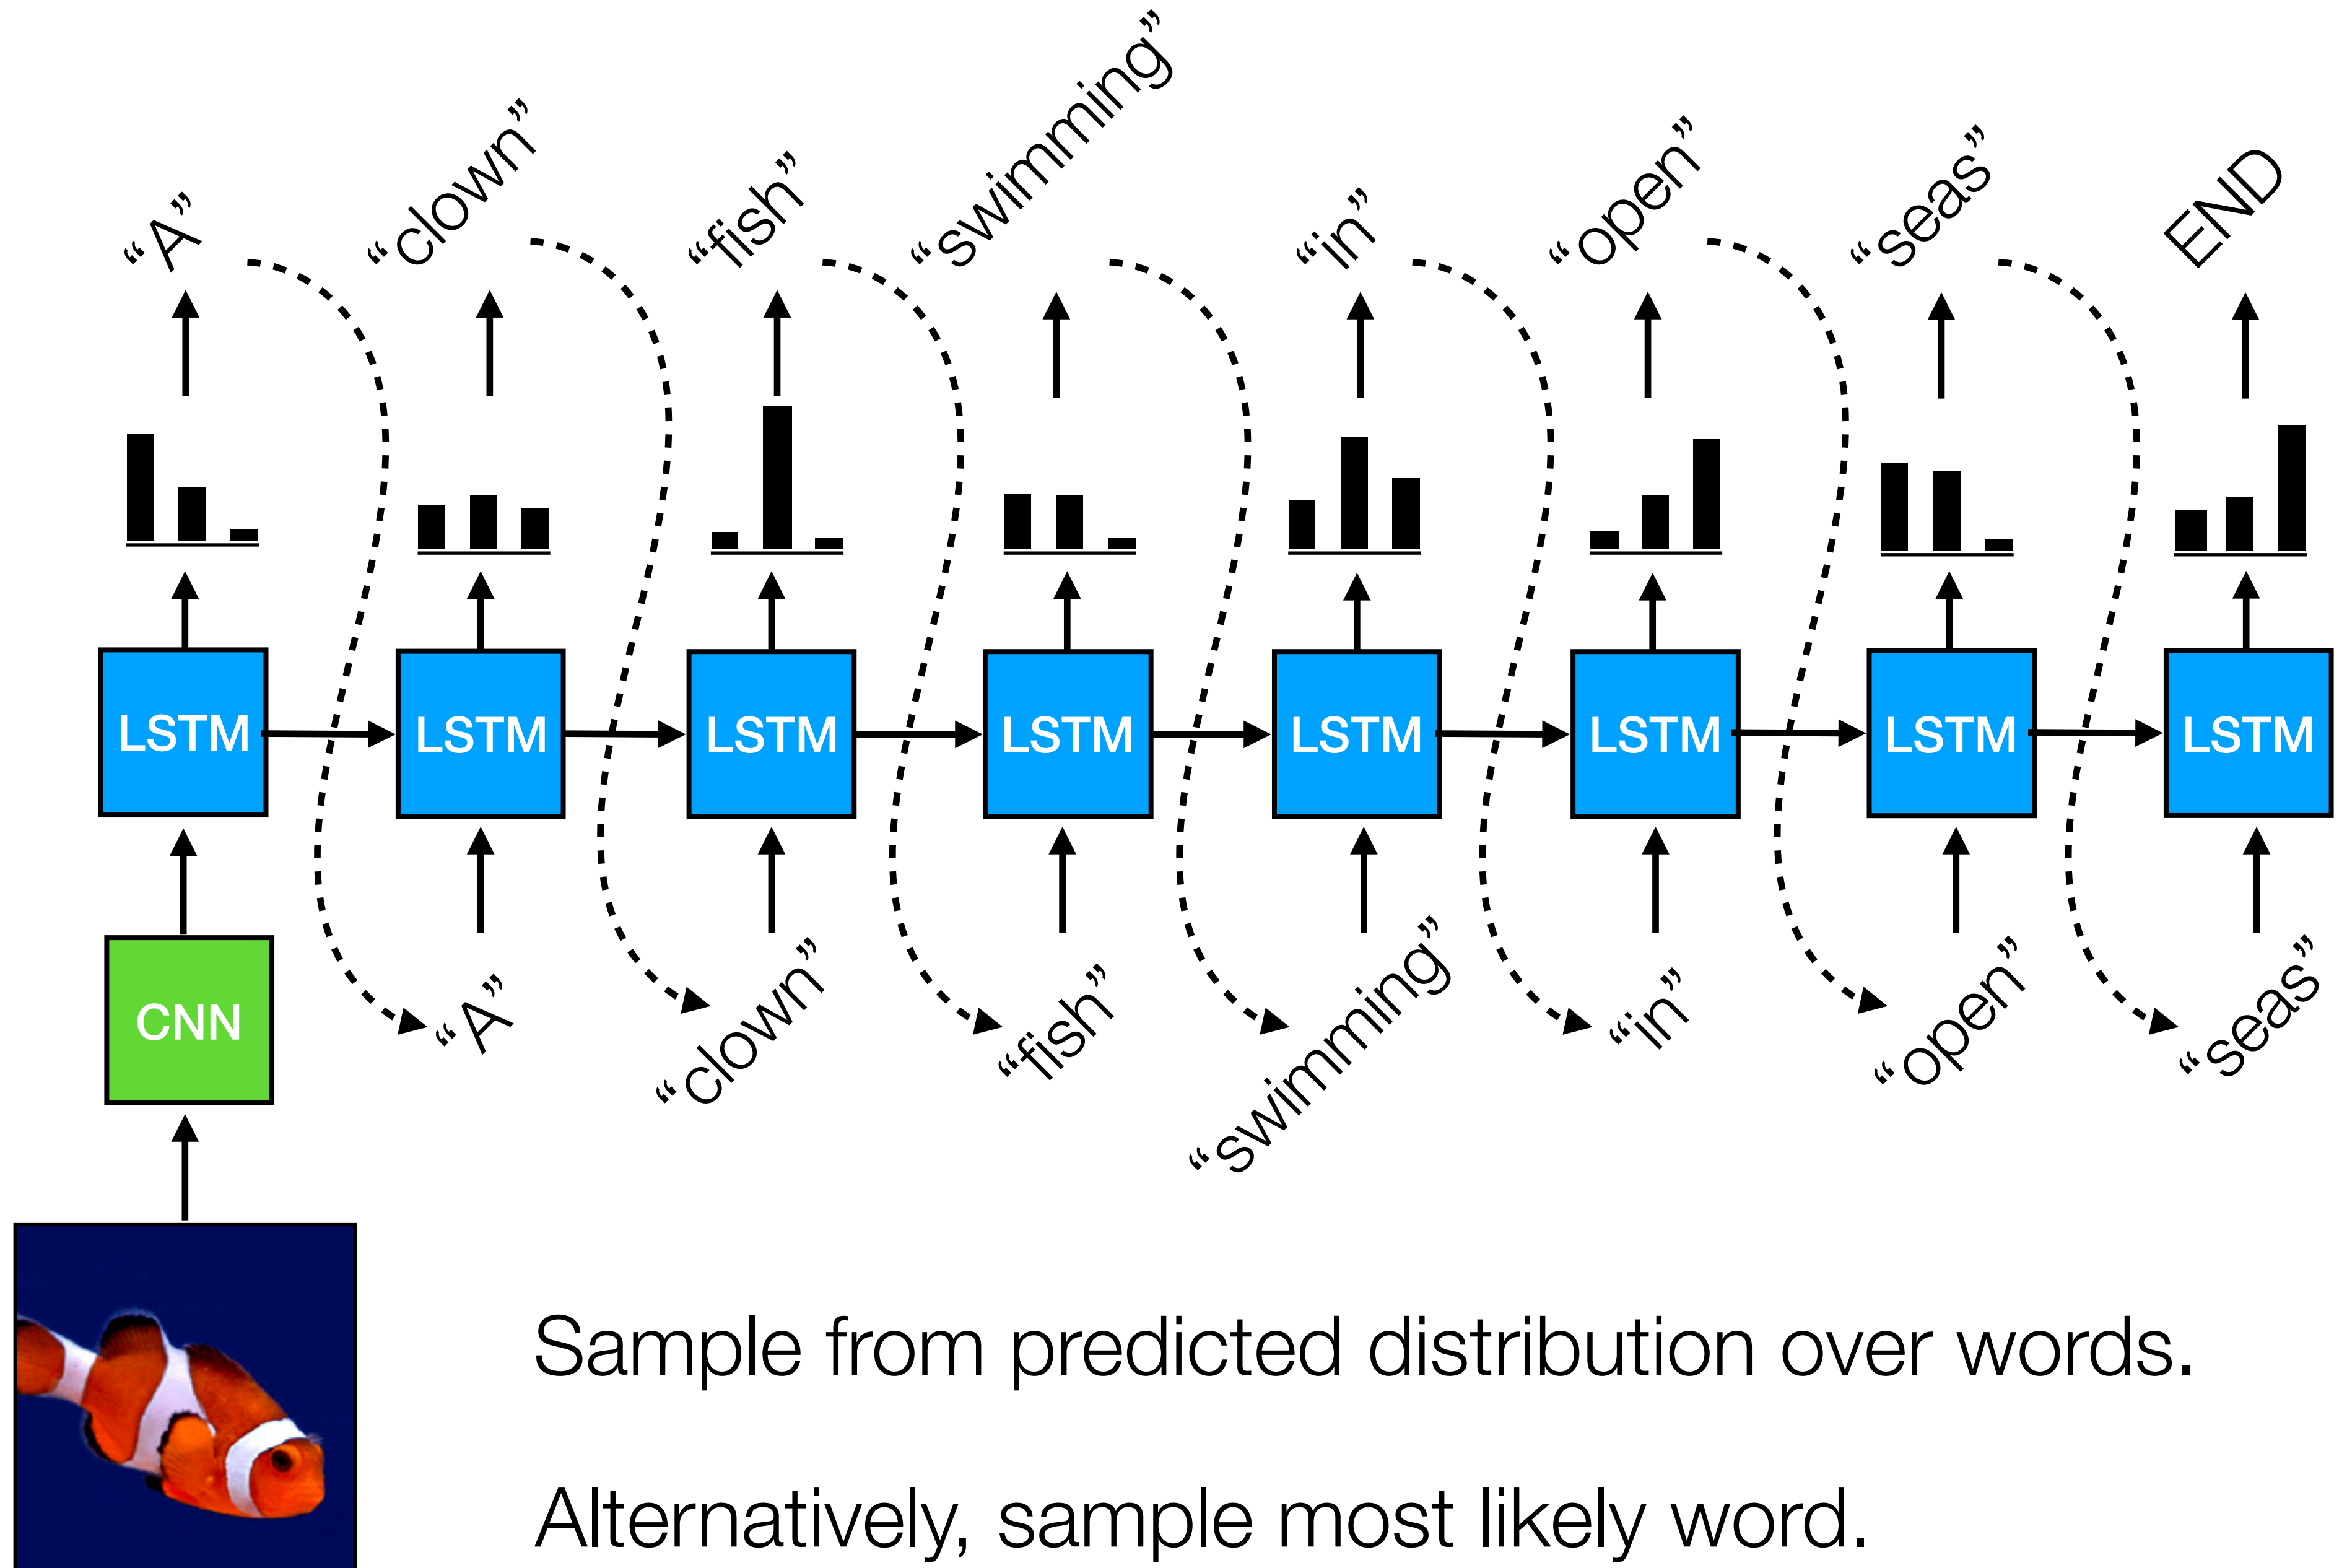 “A”
“clown”
“fish”
“swimming”
“in”
“open”
“seas”
END
LSTM
LSTM
LSTM
LSTM
LSTM
LSTM
LSTM
LSTM
CNN
“A”
“clown”
“fish”
“swimming”
“in”
“open”
“seas”
Sample from predicted distribution over words.
Alternatively, sample most likely word.